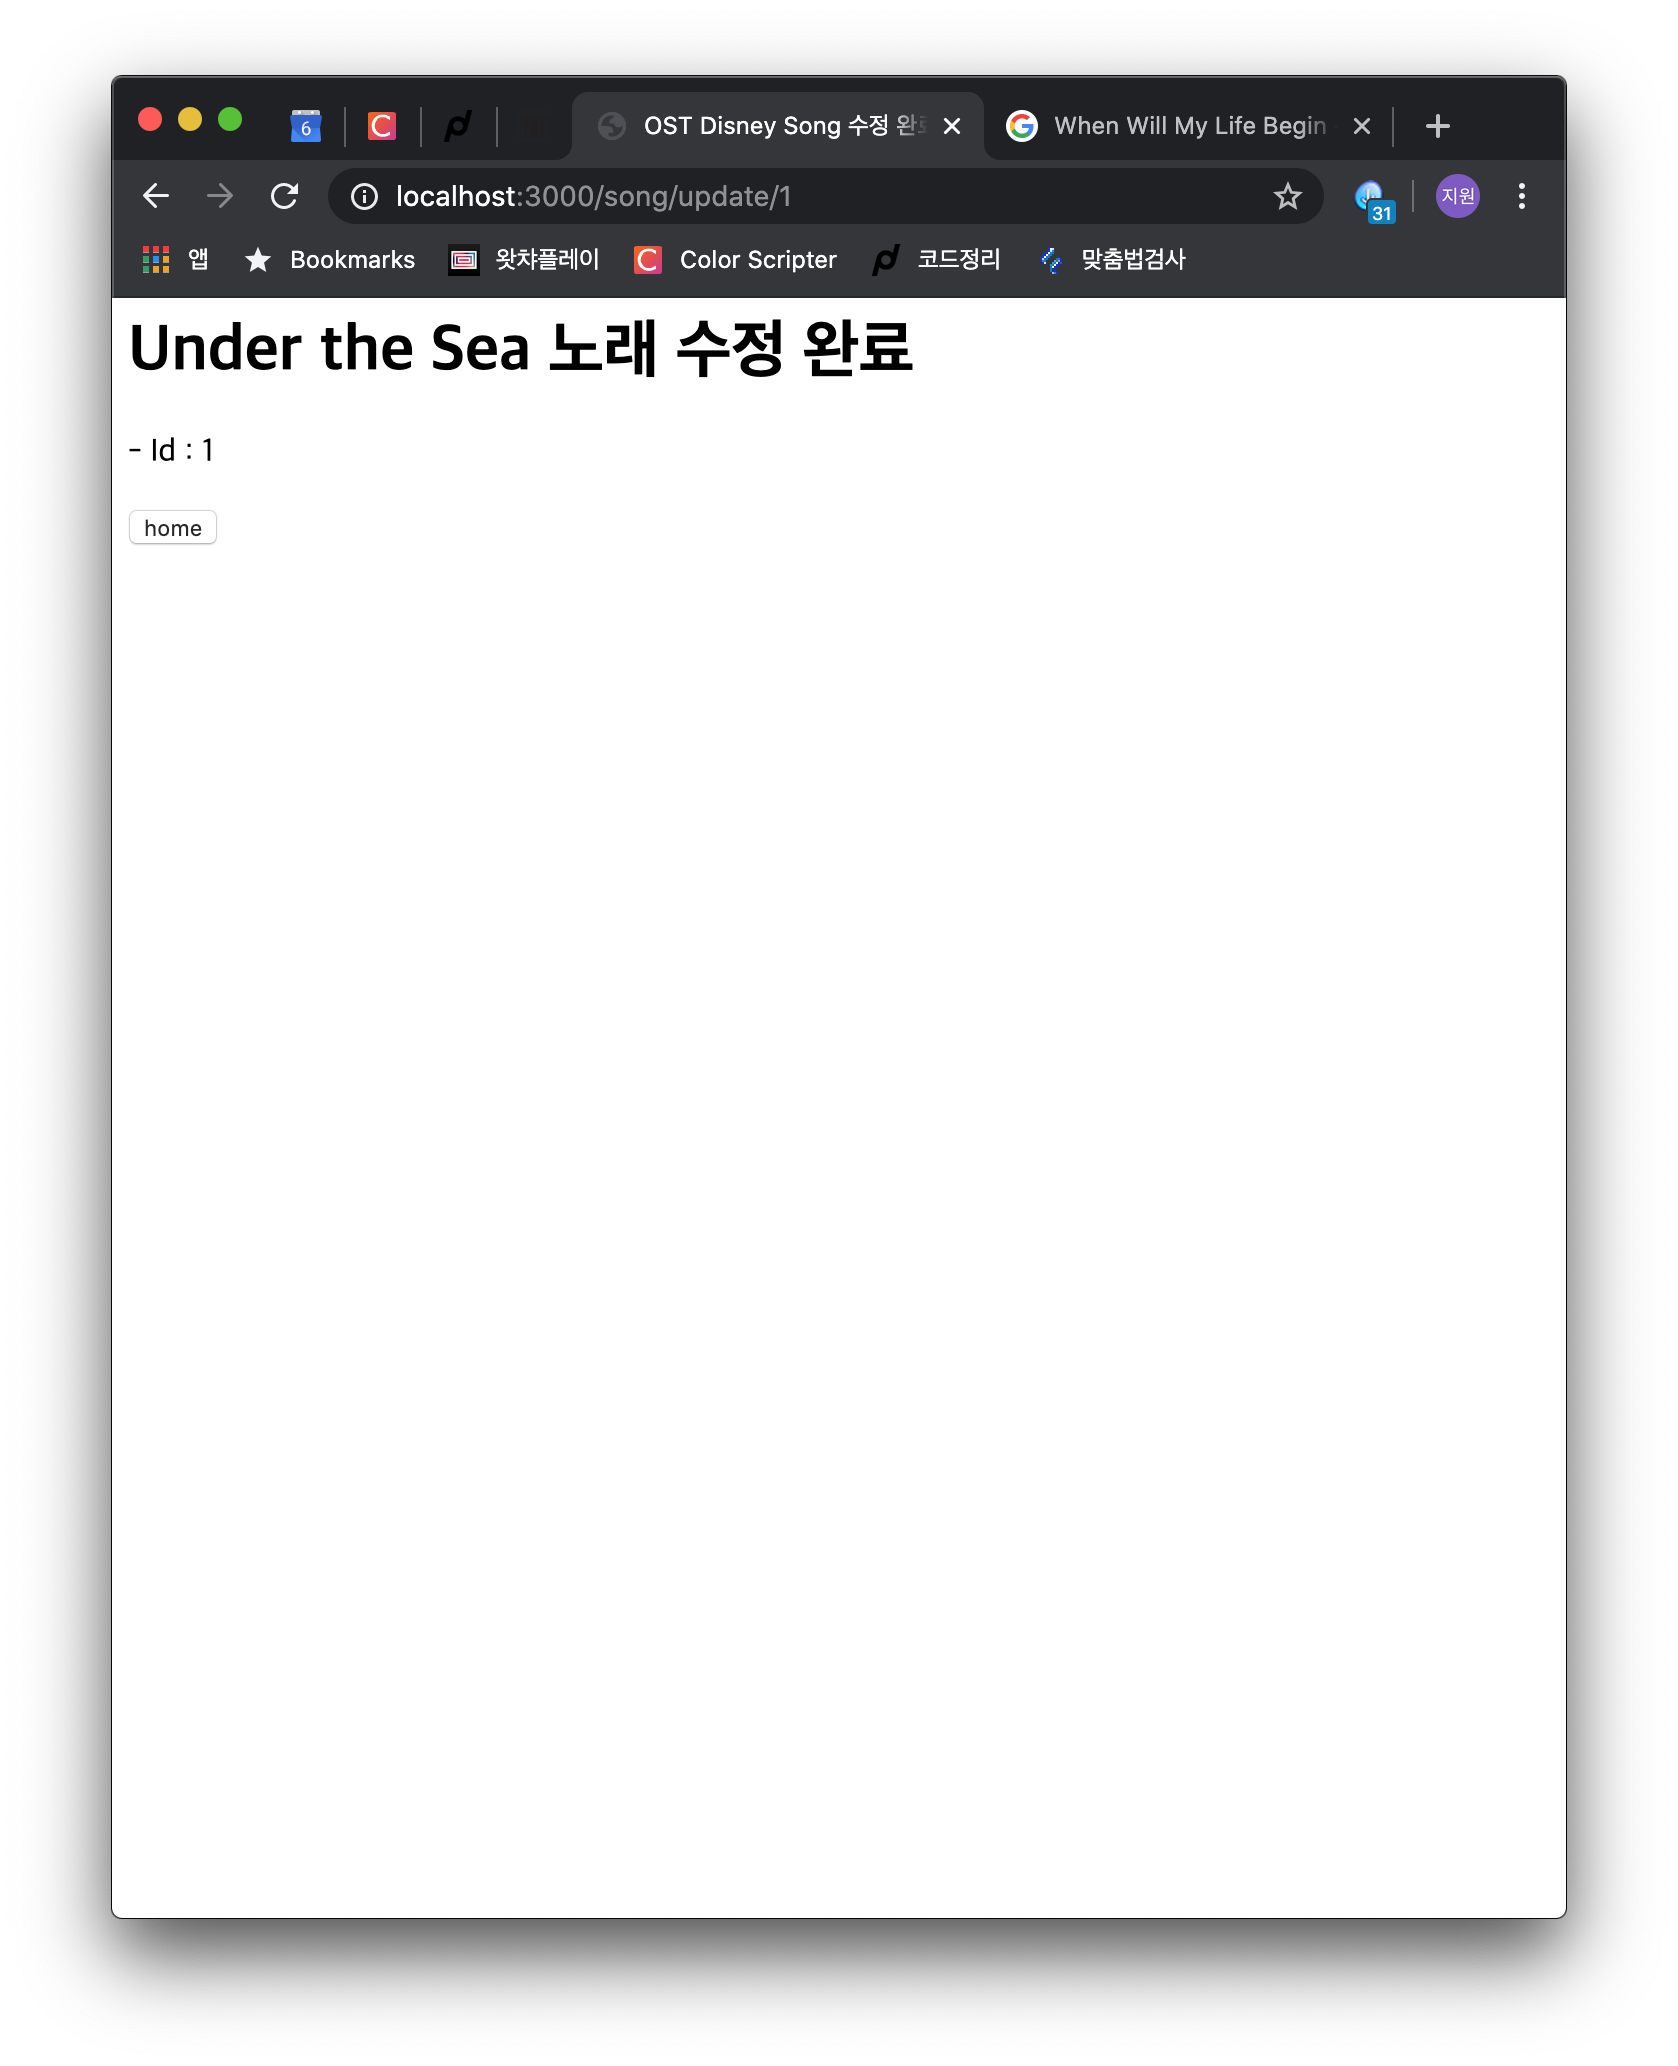 6
OST Disney Song 수정 완
When Will My Life Begin
localhost:3000/song/update/1
31
지원
앱
Bookmarks
왓챠플레이
Color Scripter
코드정리
맞춤법검사
Under the Sea 노래 수정 완료
- Id : 1
home